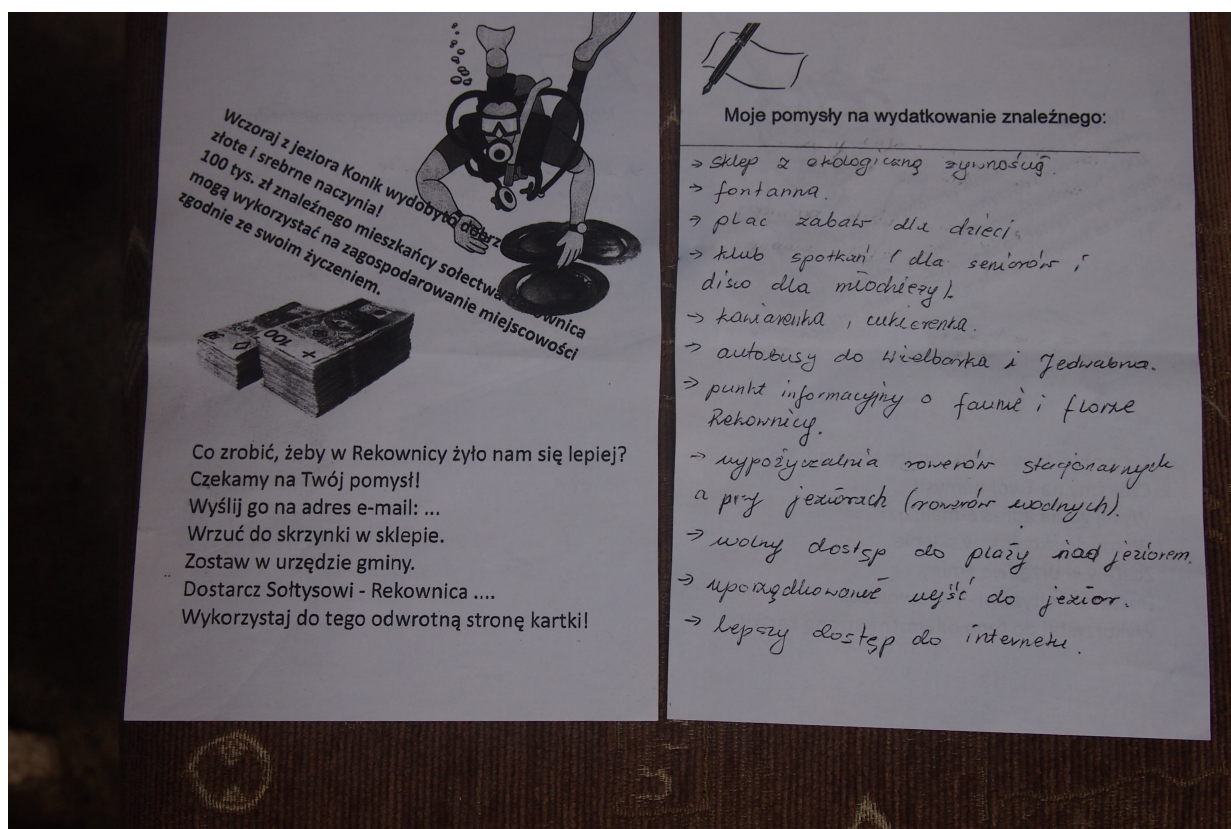 Wczoraj z jeziora Konik wydobyto dobrze
złote i srebrne naczynia!
100 tys. zł znaleźnego mieszkańcy sołectwa
mogą wykorzystać na zagospodarowanie miejscowości
zgodnie ze swoim życzeniem.
100
Co zrobić, żeby w Rekownicy żyło nam się lepiej?
Czekamy na Twój pomysł!
Wyślij go na adres e-mail: ...
Wrzuć do skrzynki w sklepie.
Zostaw w urzędzie gminy.
Dostarcz Sołtysowi - Rekownica ....
Wykorzystaj do tego odwrotną stronę kartki!
Moje pomysły na wydatkowanie znaleźnego:
→ sklep z ekologiczną żywnością.
→ fontanna.
→ plac zabaw dla dzieci.
→ klub spotkań (dla seniorów i
disco dla młodzieży).
→ kawiarenka, cukierenka.
→ autobusy do Wielbarka i Jedwabna.
→ punkt informacyjny o faunie i florze
Rekownicy.
→ wypożyczalnia rowerów stacjonarnych
a przy jeziorach (rowerów wodnych).
→ wolny dostęp do plaży nad jeziorem.
→ uporządkowanie wejść do jezior.
→ lepszy dostęp do internetu.